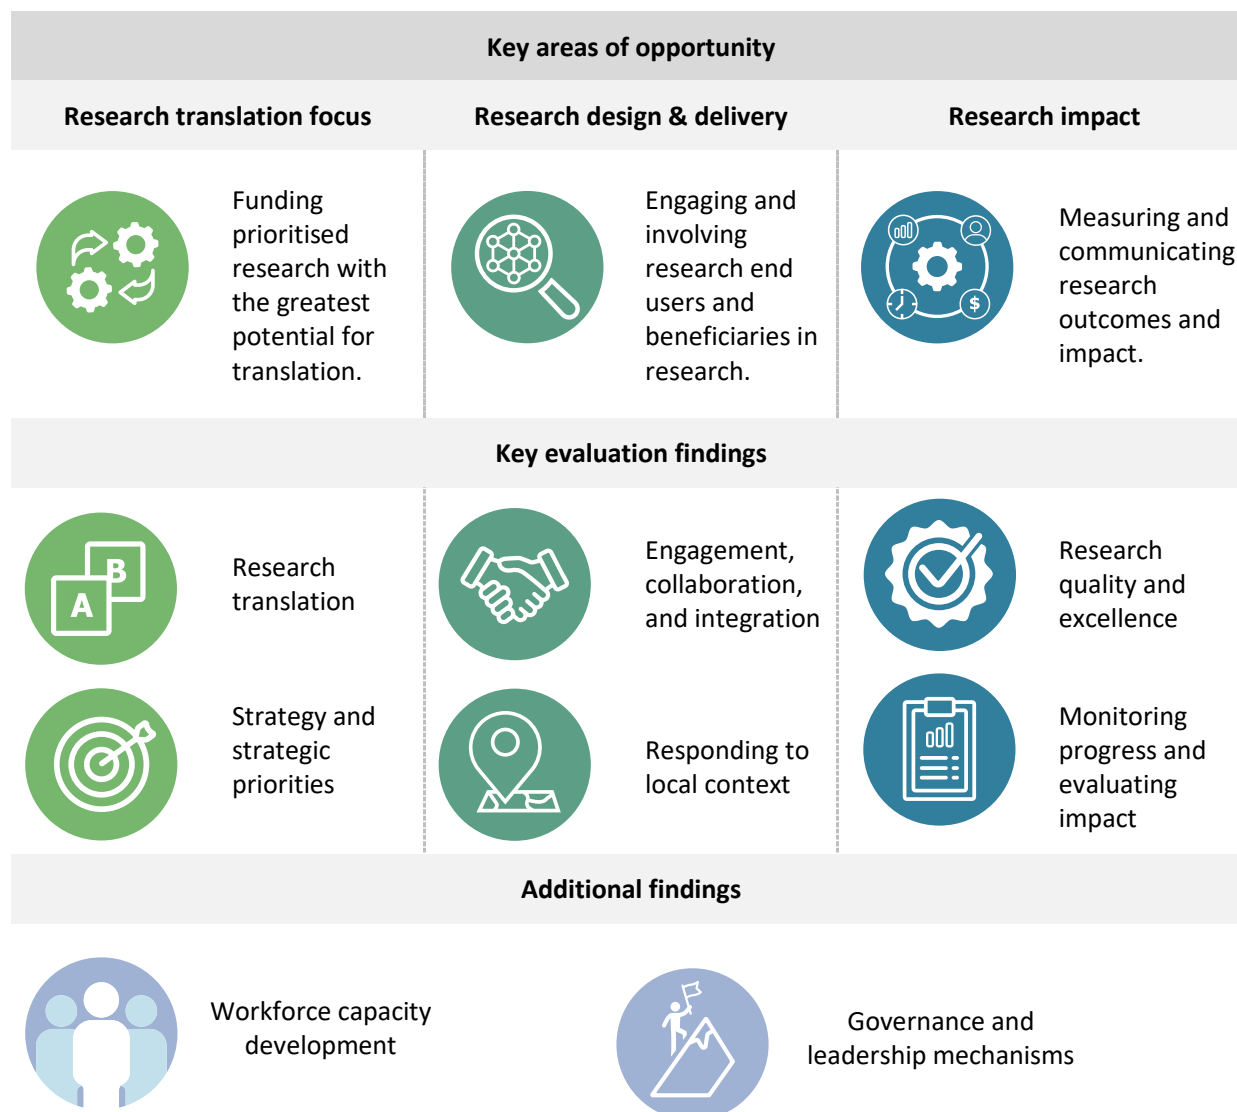 Key areas of opportunity
Research translation focus
Research design & delivery
Research impact
Funding
prioritised
research with
the greatest
potential for
translation.
Engaging and
involving
research end
users and
beneficiaries in
research.
$
Measuring and
communicating
research
outcomes and
impact.
Key evaluation findings
B
A
Research
translation
Engagement,
collaboration,
and integration
Research
quality and
excellence
Strategy and
strategic
priorities
Responding to
local context
Monitoring
progress and
evaluating
impact
Additional findings
Workforce capacity
development
Governance and
leadership mechanisms